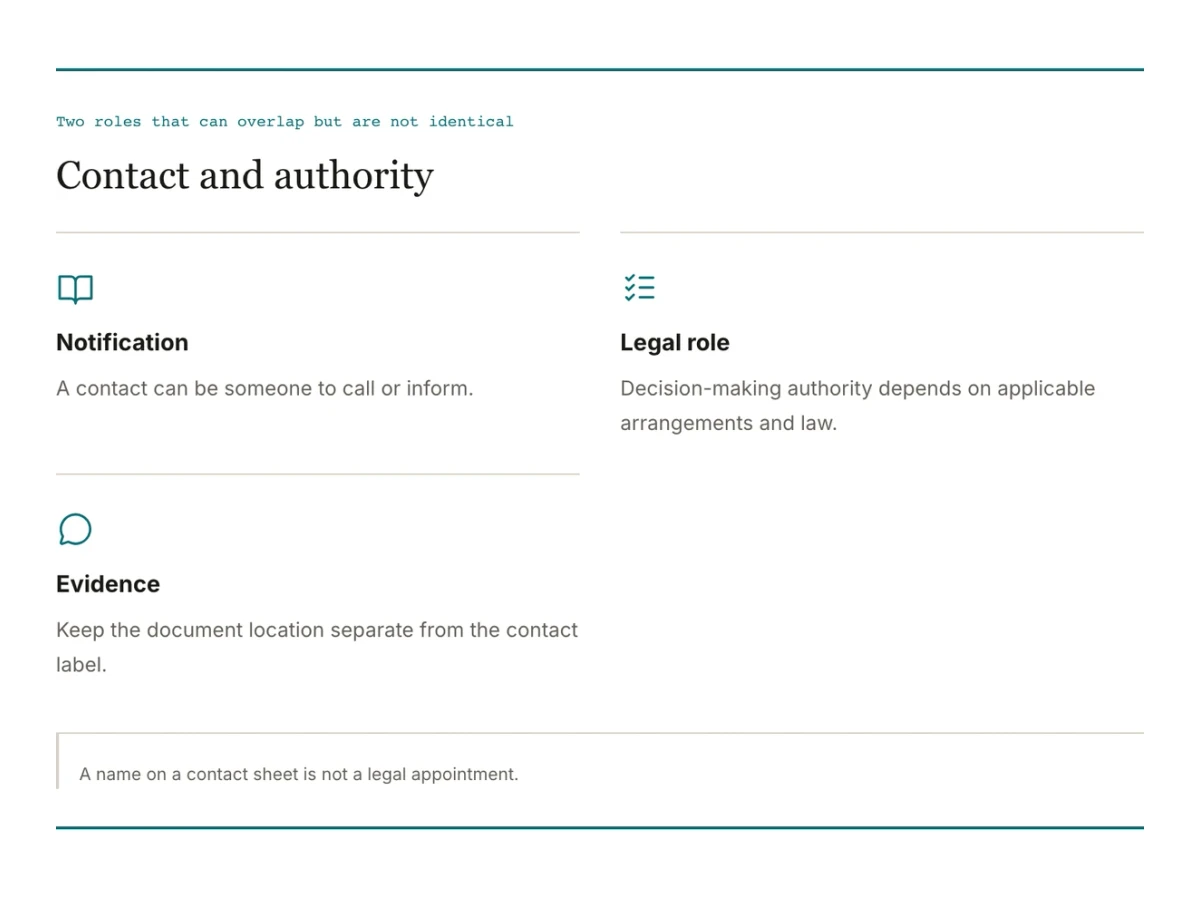 Two roles that can overlap but are not identical
Contact and authority
Notification
A contact can be someone to call or inform.
Legal role
Decision-making authority depends on applicable
arrangements and law.
Evidence
Keep the document location separate from the contact
label.
A name on a contact sheet is not a legal appointment.